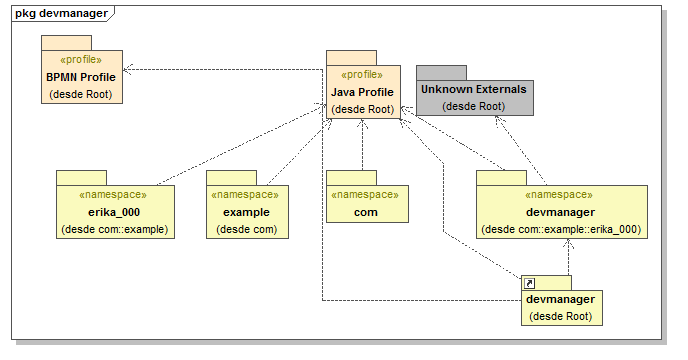 pkg devmanager
«profile»
BPMN Profile
(desde Root)
«profile»
Java Profile
(desde Root)
Unknown Externals
(desde Root)
«namespace»
erika_000
(desde com::example)
«namespace»
example
(desde com)
«namespace»
com
«namespace»
devmanager
(desde com::example::erika_000)
devmanager
(desde Root)